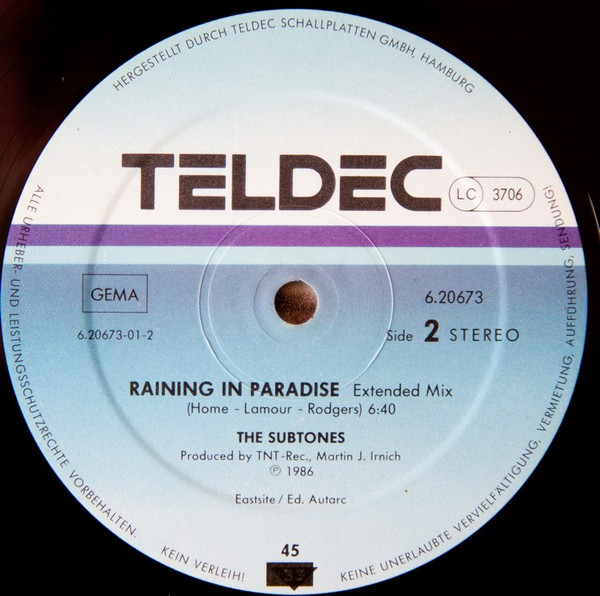 HERGESTELLT DURCH TELDEC SCHALLPLATTEN GMBH, HAMBURG
TELDEC
LC 3706
GEMA
6.20673
6.20673-01-2
Side 2 STEREO
RAINING IN PARADISE Extended Mix
(Home - Lamour - Rodgers) 6:40
THE SUBTONES
Produced by TNT-Rec., Martin J. Irnich
℗ 1986
Eastsite / Ed. Autarc
45
ALLE URHEBER- UND LEISTUNGSSCHUTZRECHTE VORBEHALTEN.
KEIN VERLEIH!
KEINE UNERLAUBTE VERVIELFÄLTIGUNG, VERMIETUNG, AUFFÜHRUNG, SENDUNG!